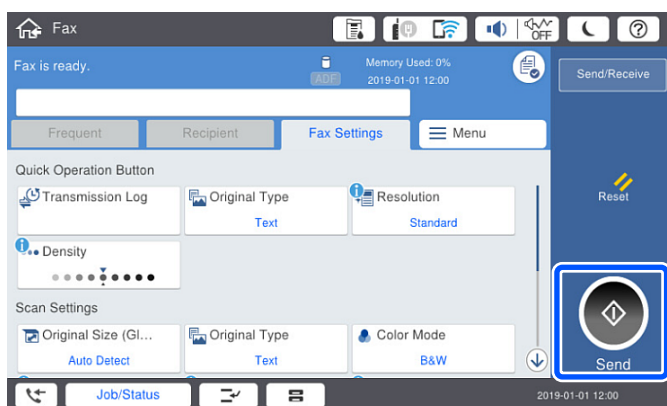 Fax
OFF
Fax is ready.
ADF
Memory Used: 0%
2019-01-01 12:00
Send/Receive
Frequent
Recipient
Fax Settings
Menu
Quick Operation Button
Transmission Log
Original Type
Text
Resolution
Standard
Density
Reset
Scan Settings
Original Size (Gl...
Auto Detect
Original Type
Text
Color Mode
B&W
Send
Job/Status
2019-01-01 12:00